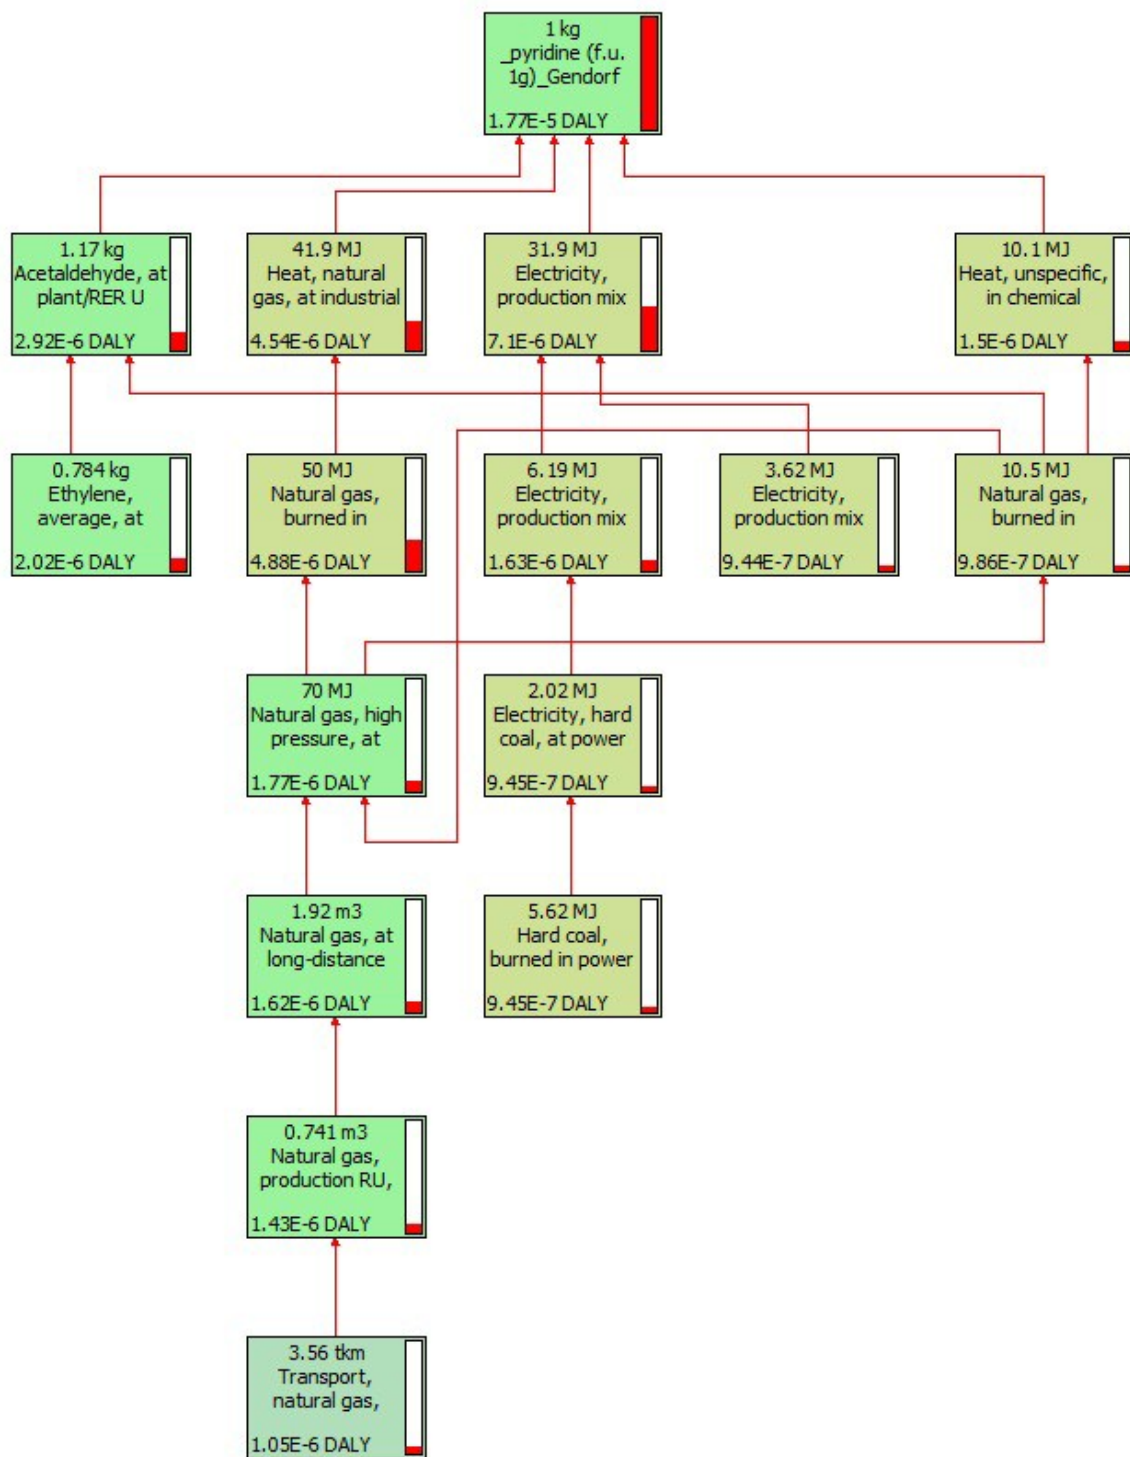 1 kg
_pyridine (f.u.
1g)_Gendorf
1.77E-5 DALY
1.17 kg
Acetaldehyde, at
plant/RER U
2.92E-6 DALY
41.9 MJ
Heat, natural
gas, at industrial
4.54E-6 DALY
31.9 MJ
Electricity,
production mix
7.1E-6 DALY
10.1 MJ
Heat, unspecific,
in chemical
1.5E-6 DALY
0.784 kg
Ethylene,
average, at
2.02E-6 DALY
50 MJ
Natural gas,
burned in
4.88E-6 DALY
6.19 MJ
Electricity,
production mix
1.63E-6 DALY
3.62 MJ
Electricity,
production mix
9.44E-7 DALY
10.5 MJ
Natural gas,
burned in
9.86E-7 DALY
70 MJ
Natural gas, high
pressure, at
1.77E-6 DALY
2.02 MJ
Electricity, hard
coal, at power
9.45E-7 DALY
1.92 m3
Natural gas, at
long-distance
1.62E-6 DALY
5.62 MJ
Hard coal,
burned in power
9.45E-7 DALY
0.741 m3
Natural gas,
production RU,
1.43E-6 DALY
3.56 tkm
Transport,
natural gas,
1.05E-6 DALY